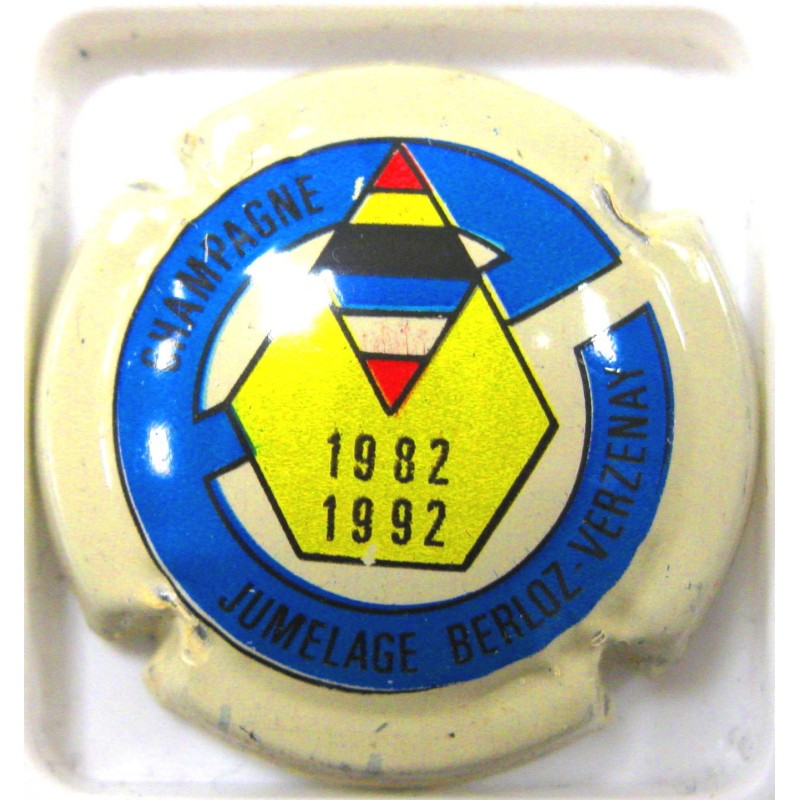 CHAMPAGNE
1982
1992
JUMELAGE BERLOZ-VERZENAY